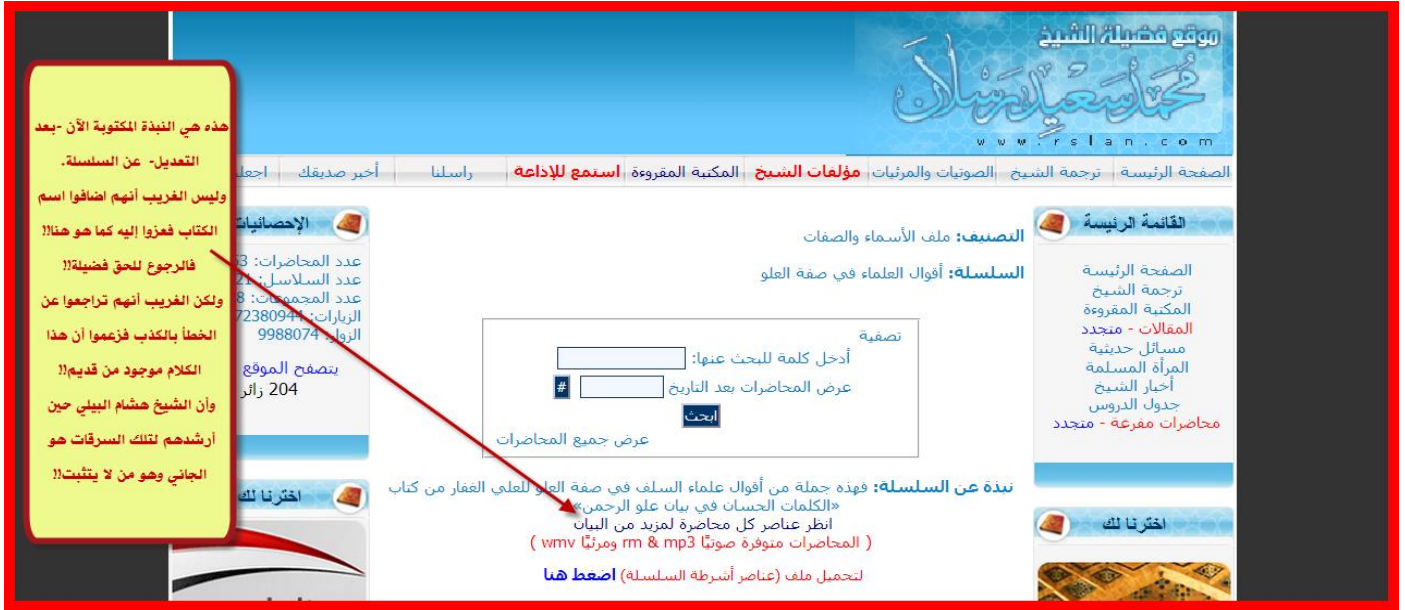 موقع فضيلة الشيخ
محمد سعيد رسلان
www.rslan.com
الصفحة الرئيسة
ترجمة الشيخ
الصوتيات والمرئيات
مؤلفات الشيخ
المكتبة المقروءة
استمع للإذاعة
راسلنا
أخبر صديقك
القائمة الرئيسة
الصفحة الرئيسة
ترجمة الشيخ
المكتبة المقروءة
المقالات - متجدد
مسائل حديثية
المرأة المسلمة
أخبار الشيخ
جدول الدروس
محاضرات مفرغة - متجدد
اخترنا لك
التصنيف: ملف الأسماء والصفات
السلسلة: أقوال العلماء في صفة العلو
تصفية
أدخل كلمة للبحث عنها:
عرض المحاضرات بعد التاريخ #
ابحث
عرض جميع المحاضرات
نبذة عن السلسلة: فهذه جملة من أقوال علماء السلف في صفة العلو للعلي الغفار من كتاب
«الكلمات الحسان في بيان علو الرحمن»
انظر عناصر كل محاضرة لمزيد من البيان
( المحاضرات متوفرة صوتيًا rm & mp3 ومرئيًا wmv )
لتحميل ملف (عناصر أشرطة السلسلة) اضغط هنا
الإحصائيات
عدد المحاضرات:
عدد السلاسل:
عدد المجموعات:
الزيارات: 72380944
الزوار: 9988074
يتصفح الموقع
204 زائر
اخترنا لك
هذه هي النبذة المكتوبة الآن -بعد
التعديل- عن السلسلة.
وليس الغريب أنهم اضافوا اسم
الكتاب فعزوا إليه كما هو هنا!!
فالرجوع للحق فضيلة!!
ولكن الغريب أنهم تراجعوا عن
الخطأ بالكذب فزعموا أن هذا
الكلام موجود من قديم!!
وأن الشيخ هشام البيلي حين
أرشدهم لتلك السرقات هو
الجاني وهو من لا يتثبت!!